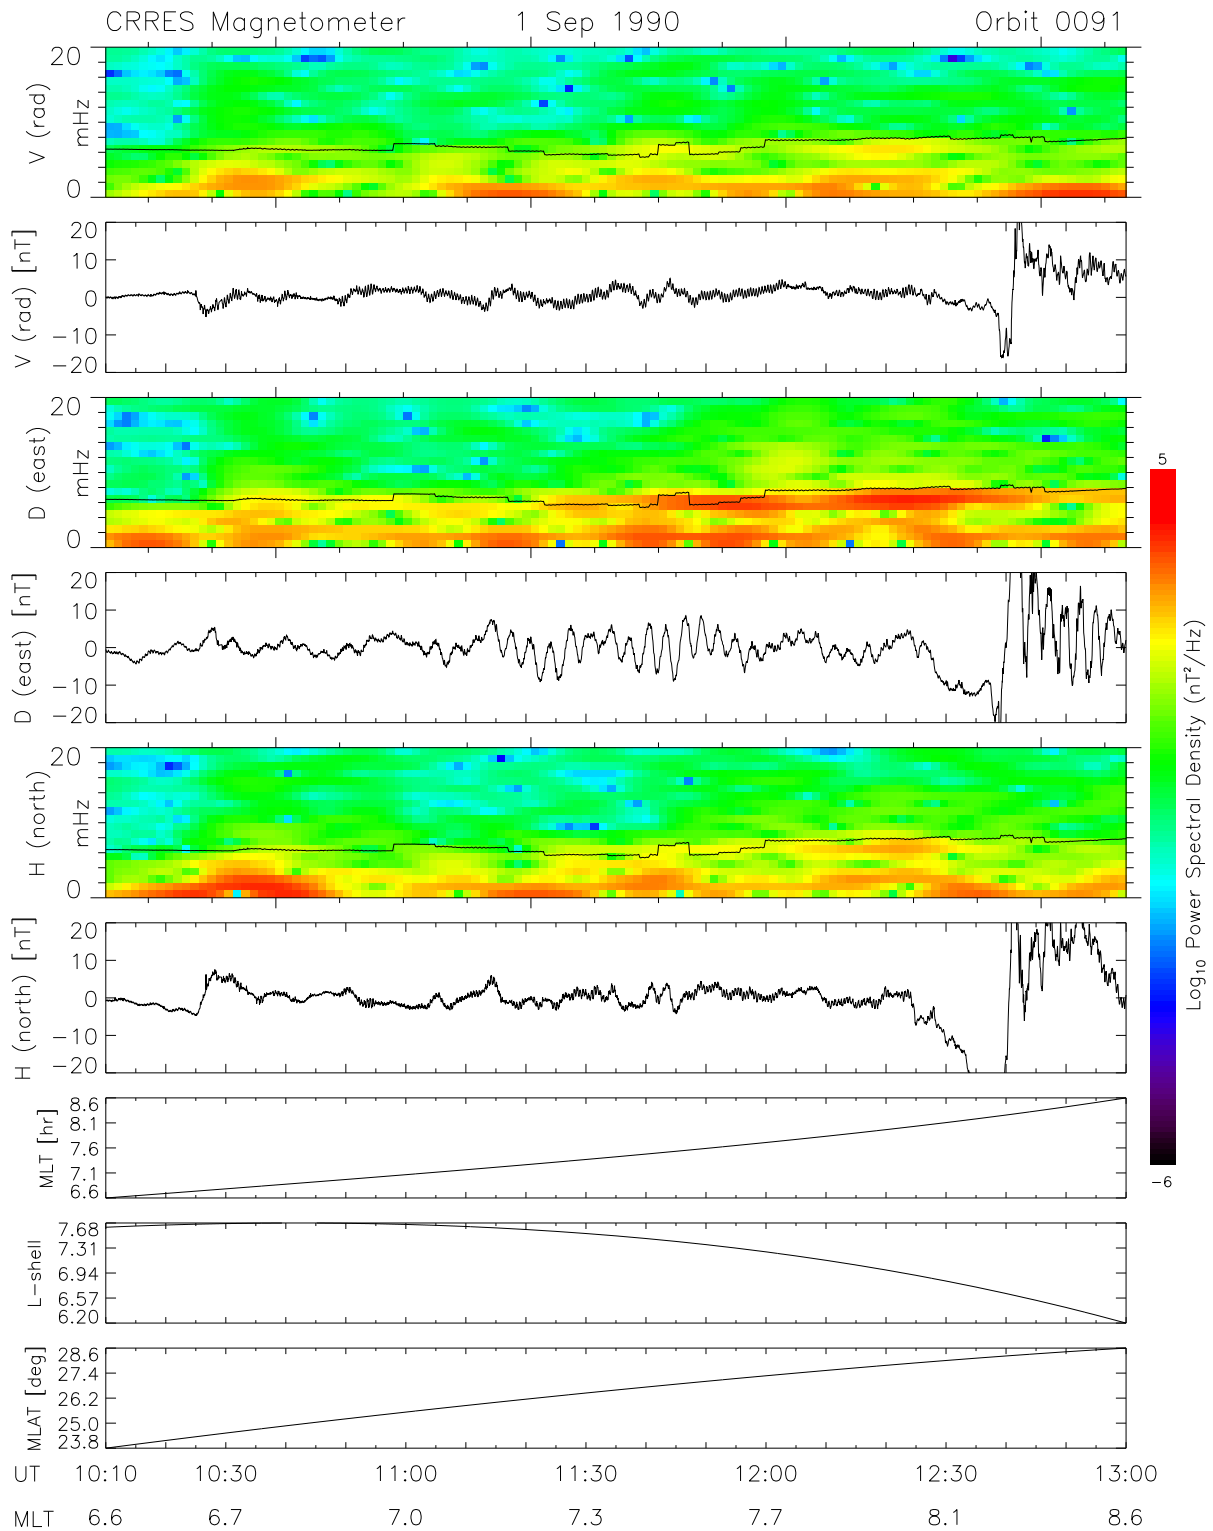 CRRES Magnetometer 1 Sep 1990 Orbit 0091
V (rad)
mHz
20
0
V (rad) [nT]
20
10
0
−10
−20
D (east)
mHz
20
0
D (east) [nT]
20
10
0
−10
−20
H (north)
mHz
20
0
H (north) [nT]
20
10
0
−10
−20
5
Log10 Power Spectral Density (nT²/Hz)
−6
MLT [hr]
8.6
8.1
7.6
7.1
6.6
L−shell
7.68
7.31
6.94
6.57
6.20
MLAT [deg]
28.6
27.4
26.2
25.0
23.8
UT 10:10 10:30 11:00 11:30 12:00 12:30 13:00
MLT 6.6 6.7 7.0 7.3 7.7 8.1 8.6